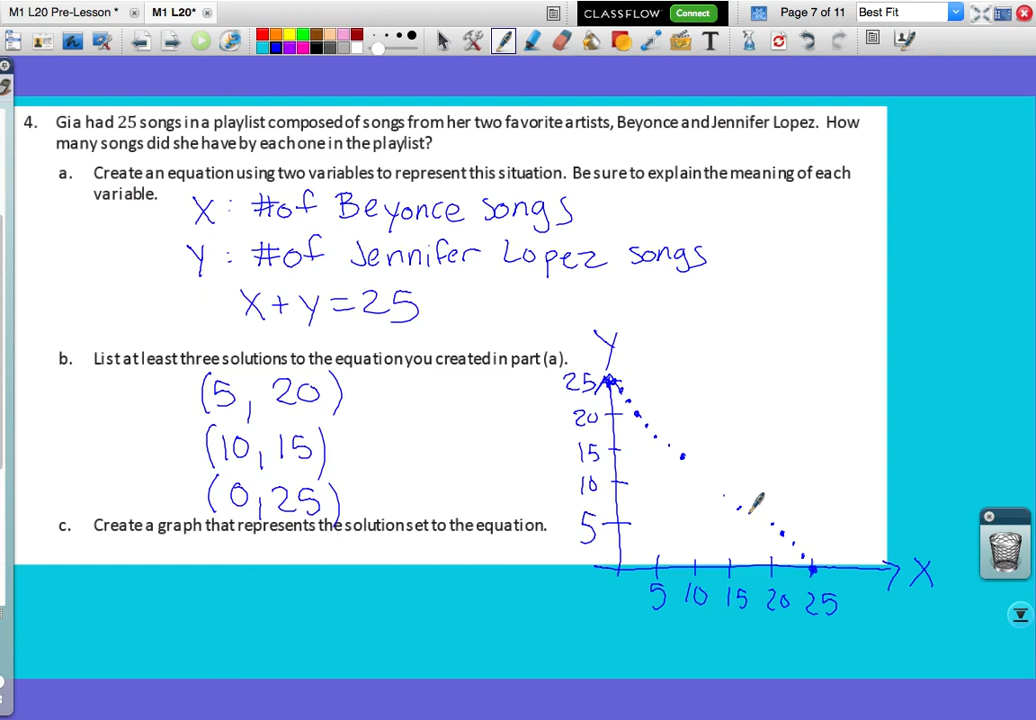 M1 L20 Pre-Lesson *
M1 L20*
CLASSFLOW
Connect
Page 7 of 11
Best Fit
T
4. Gia had 25 songs in a playlist composed of songs from her two favorite artists, Beyonce and Jennifer Lopez. How
many songs did she have by each one in the playlist?
a. Create an equation using two variables to represent this situation. Be sure to explain the meaning of each
variable.
X : # of Beyonce songs
Y : # of Jennifer Lopez songs
X + Y = 25
b. List at least three solutions to the equation you created in part (a).
(5, 20)
(10, 15)
(0, 25)
c. Create a graph that represents the solution set to the equation.
Y
25
20
15
10
5
5 10 15 20 25
X